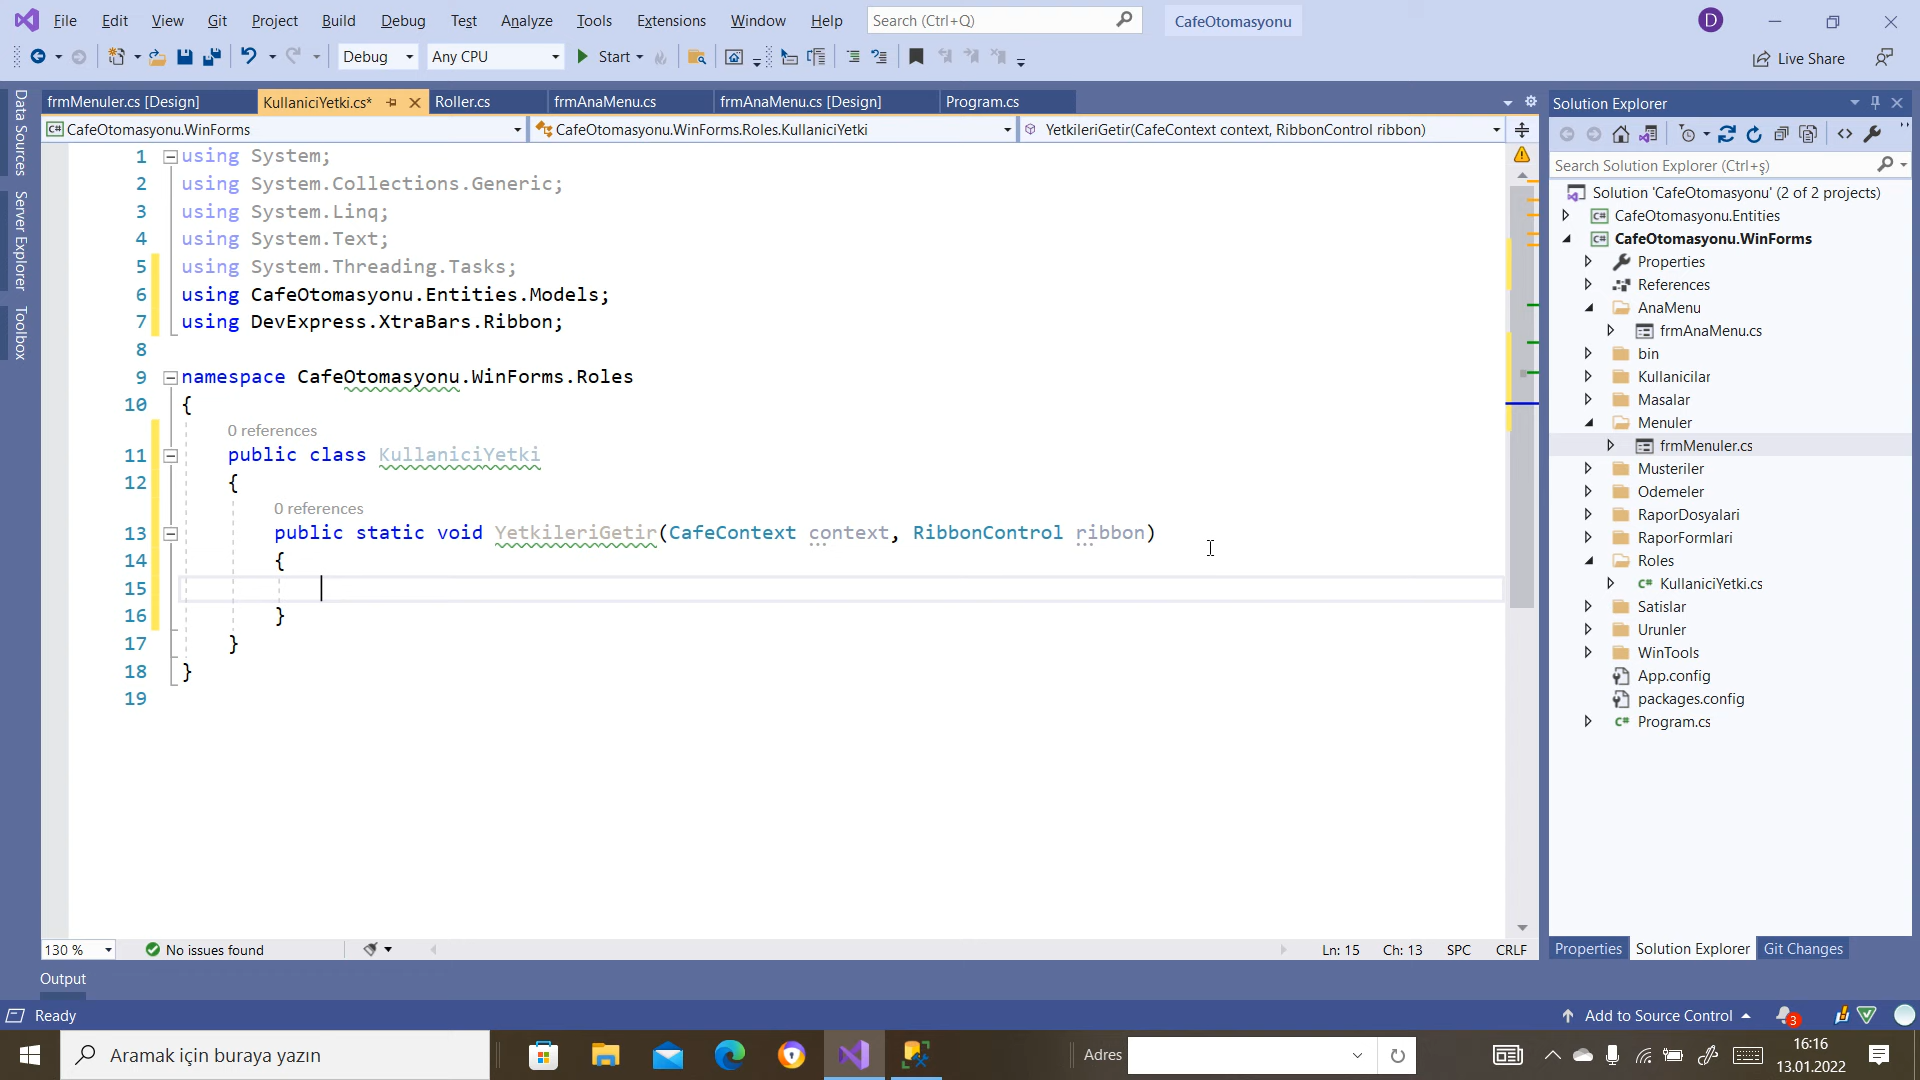 File Edit View Git Project Build Debug Test Analyze Tools Extensions Window Help Search (Ctrl+Q) CafeOtomasyonu D
Debug Any CPU Start Live Share
frmMenuler.cs [Design] KullaniciYetki.cs* Roller.cs frmAnaMenu.cs frmAnaMenu.cs [Design] Program.cs
C# CafeOtomasyonu.WinForms CafeOtomasyonu.WinForms.Roles.KullaniciYetki YetkileriGetir(CafeContext context, RibbonControl ribbon)
Data Sources
Server Explorer
Toolbox
1 using System;
2 using System.Collections.Generic;
3 using System.Linq;
4 using System.Text;
5 using System.Threading.Tasks;
6 using CafeOtomasyonu.Entities.Models;
7 using DevExpress.XtraBars.Ribbon;
8
9 namespace CafeOtomasyonu.WinForms.Roles
10 {
0 references
11 public class KullaniciYetki
12 {
0 references
13 public static void YetkileriGetir(CafeContext context, RibbonControl ribbon)
14 {
15
16 }
17 }
18 }
19
130 % No issues found Ln: 15 Ch: 13 SPC CRLF
Solution Explorer
Search Solution Explorer (Ctrl+ş)
Solution 'CafeOtomasyonu' (2 of 2 projects)
C# CafeOtomasyonu.Entities
C# CafeOtomasyonu.WinForms
Properties
References
AnaMenu
frmAnaMenu.cs
bin
Kullanicilar
Masalar
Menuler
frmMenuler.cs
Musteriler
Odemeler
RaporDosyalari
RaporFormlari
Roles
C# KullaniciYetki.cs
Satislar
Urunler
WinTools
App.config
packages.config
C# Program.cs
Properties Solution Explorer Git Changes
Output
Ready Add to Source Control 3
Aramak için buraya yazın Adres 16:16
13.01.2022